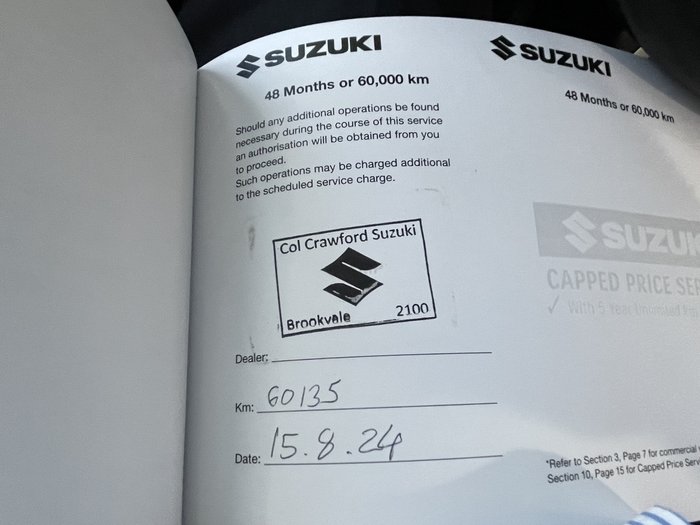 SUZUKI
48 Months or 60,000 km
Should any additional operations be found
necessary during the course of this service
an authorisation will be obtained from you
to proceed.
Such operations may be charged additional
to the scheduled service charge.
Col Crawford Suzuki
Brookvale 2100
Dealer:
Km: 60135
Date: 15.8.24
SUZUKI
48 Months or 60,000 km
SUZUK
CAPPED PRICE SER
✓ With 5 Year
*Refer to Section 3, Page 7 for commercial
Section 10, Page 15 for Capped Price Serv